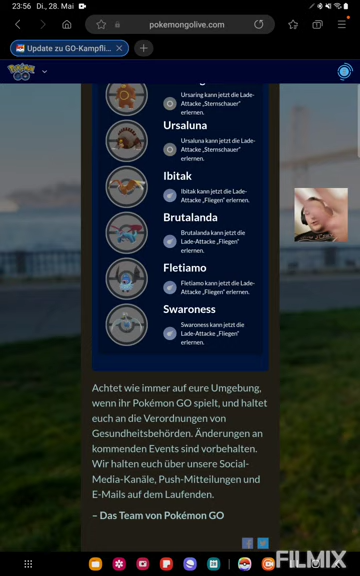 23:56 Di, 28. Mai
pokemongolive.com
Update zu GO-Kampfli...
Ursaring kann jetzt die Lade-
Attacke „Sternschauer“
erlernen.
Ursaluna
Ursaluna kann jetzt die Lade-
Attacke „Sternschauer“
erlernen.
Ibitak
Ibitak kann jetzt die Lade-
Attacke „Fliegen“ erlernen.
Brutalanda
Brutalanda kann jetzt die
Lade-Attacke „Fliegen“
erlernen.
Fletiamo
Fletiamo kann jetzt die Lade-
Attacke „Fliegen“ erlernen.
Swaroness
Swaroness kann jetzt die
Lade-Attacke „Fliegen“
erlernen.
Achtet wie immer auf eure Umgebung,
wenn ihr Pokémon GO spielt, und haltet
euch an die Verordnungen von
Gesundheitsbehörden. Änderungen an
kommenden Events sind vorbehalten.
Wir halten euch über unsere Social-
Media-Kanäle, Push-Mitteilungen und
E-Mails auf dem Laufenden.
– Das Team von Pokémon GO
FILMIX